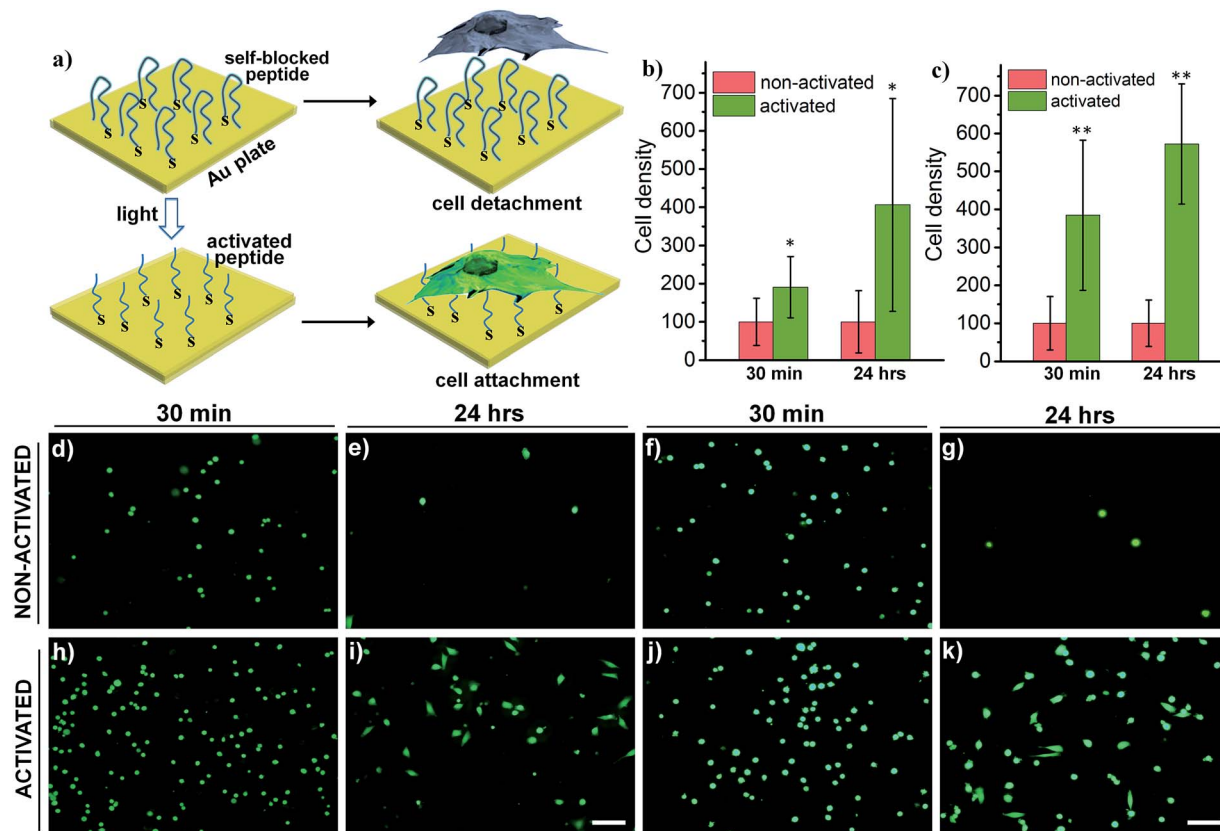 a)
self-blocked
peptide
S S S S S S S S
Au plate
light
activated
peptide
S S S S S S S S
S S S S S S S S
cell detachment
S S S S S
cell attachment
b)
non-activated
activated
700
600
500
400
300
200
100
0
Cell density
*
*
30 min
24 hrs
c)
non-activated
activated
700
600
500
400
300
200
100
0
Cell density
**
**
30 min
24 hrs
30 min
24 hrs
30 min
24 hrs
NON-ACTIVATED
d)
e)
f)
g)
ACTIVATED
h)
i)
j)
k)